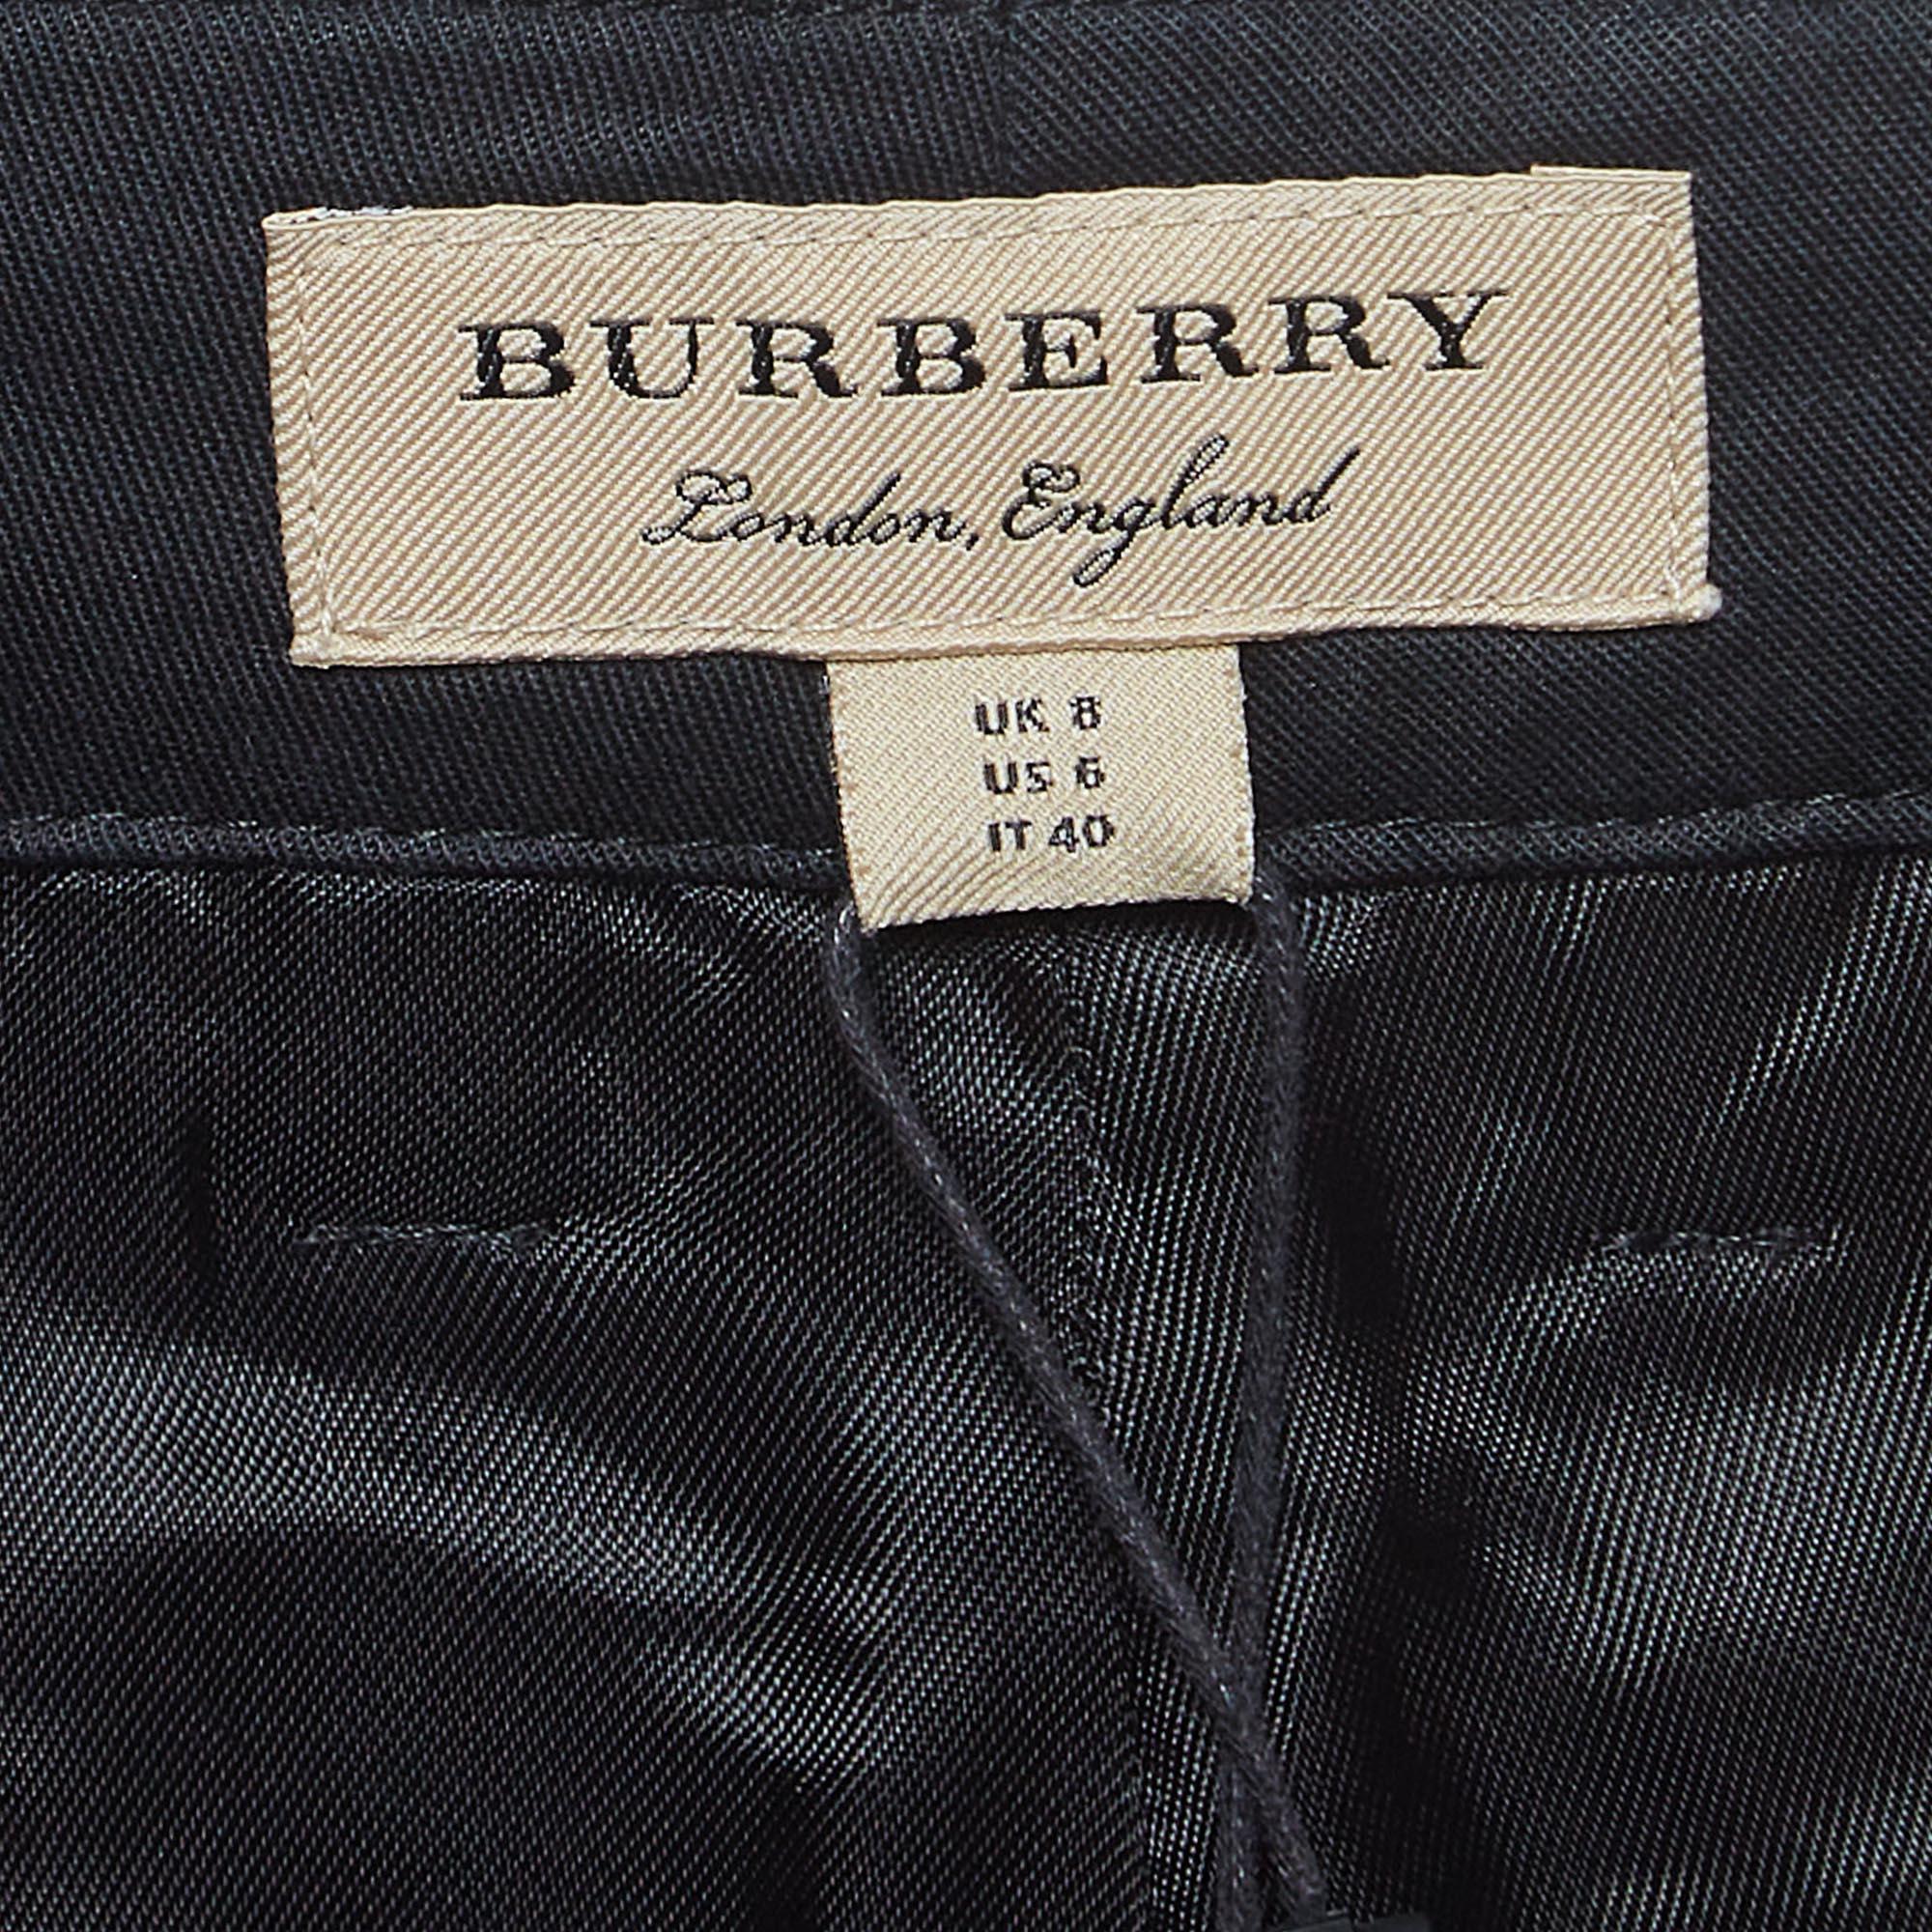 BURBERRY
London, England
UK 8
US 6
IT 40